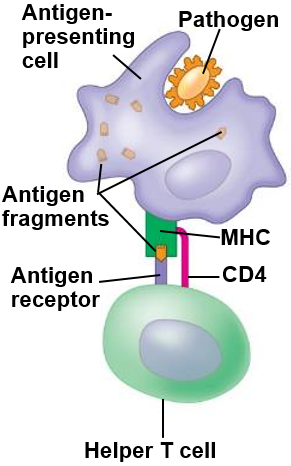 Antigen-
presenting
cell
Pathogen
Antigen
fragments
MHC
Antigen
receptor
CD4
Helper T cell